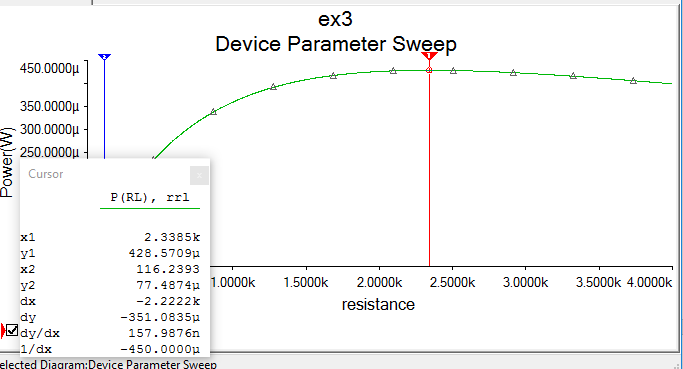 ex3
Device Parameter Sweep
450.0000µ
350.0000µ
300.0000µ
250.0000µ
Power(W)
Cursor
x
P(RL), rrl
x1 2.3385k
y1 428.5709µ
x2 116.2393
y2 77.4874µ
dx -2.2222k
dy -351.0835µ
dy/dx 157.9876n
1/dx -450.0000µ
1.0000k 1.5000k 2.0000k 2.5000k 3.0000k 3.5000k 4.0000k
resistance
elected Diagram:Device Parameter Sweep